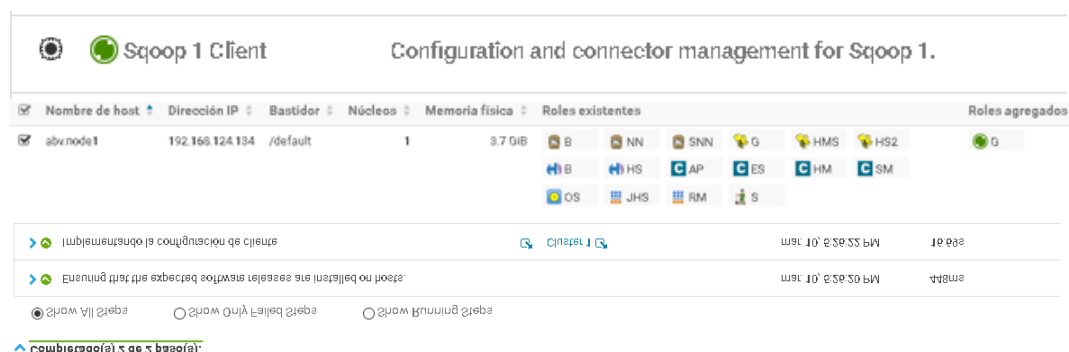 Sqoop 1 Client Configuration and connector management for Sqoop 1.
Nombre de host Dirección IP Bastidor Núcleos Memoria física Roles existentes Roles agregados
abv.node1 192.168.124.134 /default 1 3.7 GiB B NN SNN G HMS HS2 G
B HS AP ES HM SM
OS JHS RM S
Implementando la configuración de cliente Cluster 1 mar. 10, 5:26:22 PM 16.69s
Ensuring that the expected software releases are installed on hosts. mar. 10, 5:26:20 PM 448ms
Show All Steps Show Only Failed Steps Show Running Steps
Completado(s) 2 de 2 paso(s).